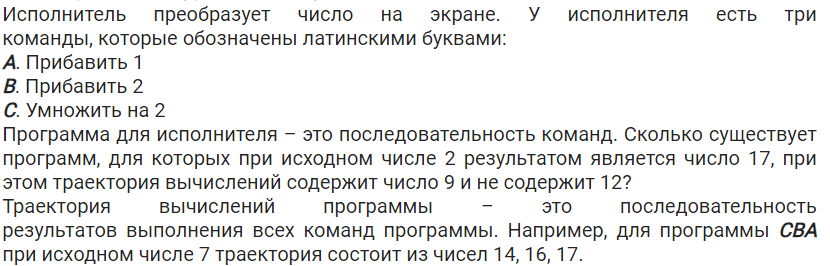 Исполнитель преобразует число на экране. У исполнителя есть три
команды, которые обозначены латинскими буквами:
A. Прибавить 1
B. Прибавить 2
C. Умножить на 2
Программа для исполнителя – это последовательность команд. Сколько существует
программ, для которых при исходном числе 2 результатом является число 17, при
этом траектория вычислений содержит число 9 и не содержит 12?
Траектория вычислений программы – это последовательность
результатов выполнения всех команд программы. Например, для программы CBA
при исходном числе 7 траектория состоит из чисел 14, 16, 17.